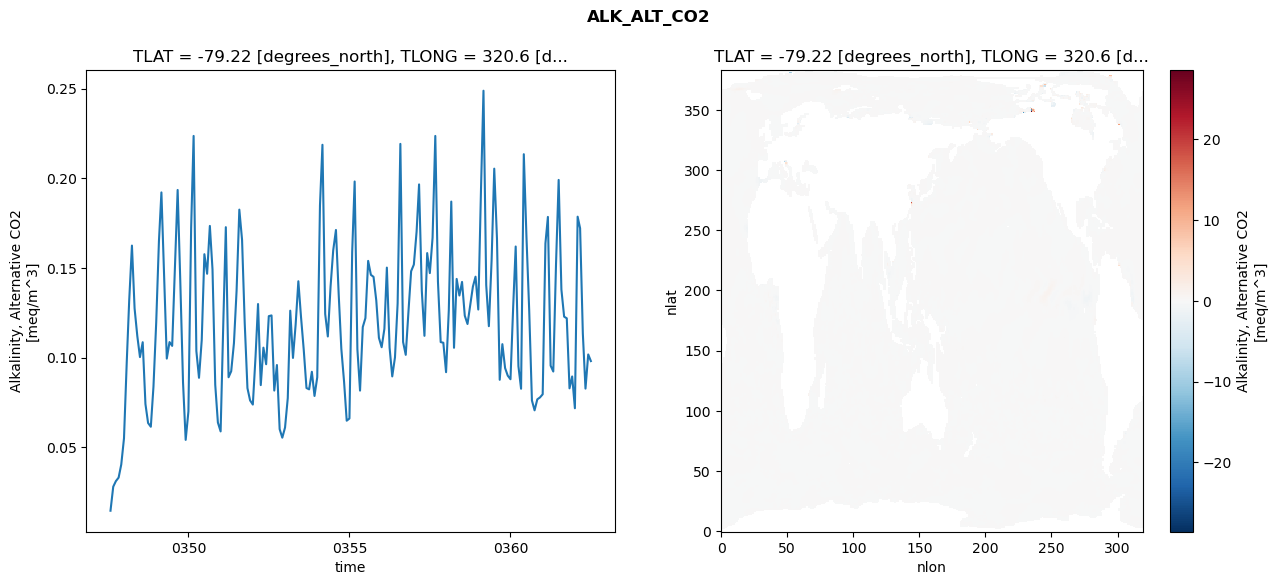 ALK_ALT_CO2
TLAT = -79.22 [degrees_north], TLONG = 320.6 [d...
Alkalinity, Alternative CO2
[meq/m^3]
0.25
0.20
0.15
0.10
0.05
0350
0355
0360
time
TLAT = -79.22 [degrees_north], TLONG = 320.6 [d...
nlat
350
300
250
200
150
100
50
0
0
50
100
150
200
250
300
nlon
20
10
0
−10
−20
Alkalinity, Alternative CO2
[meq/m^3]